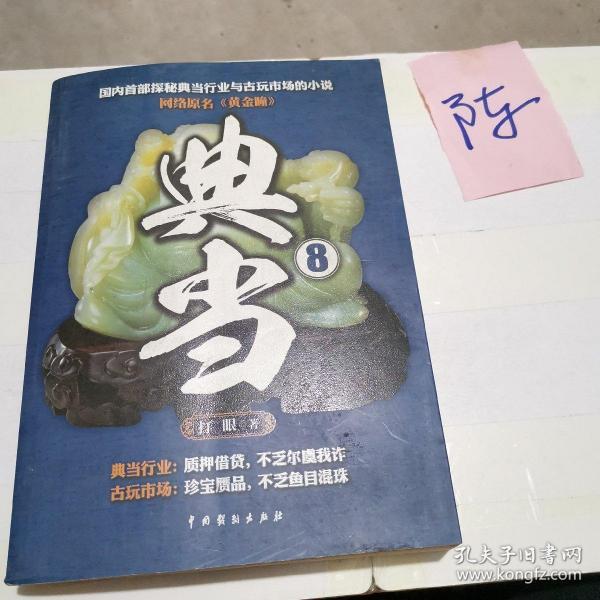 国内首部探秘典当行业与古玩市场的小说
网络原名《黄金瞳》
典当
8
打眼 著
典当行业：质押借贷，不乏尔虞我诈
古玩市场：珍宝赝品，不乏鱼目混珠
中国戏剧出版社
陈
孔夫子旧书网
www.kongfz.com